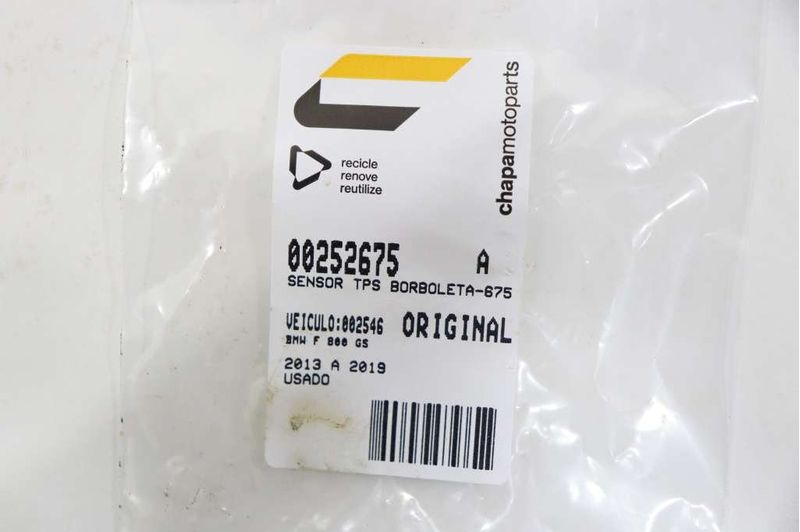 chapamotoparts
recicle
renove
reutilize
00252675 A
SENSOR TPS BORBOLETA-675
VEICULO:002546 ORIGINAL
BMW F 800 GS
2013 A 2019
USADO